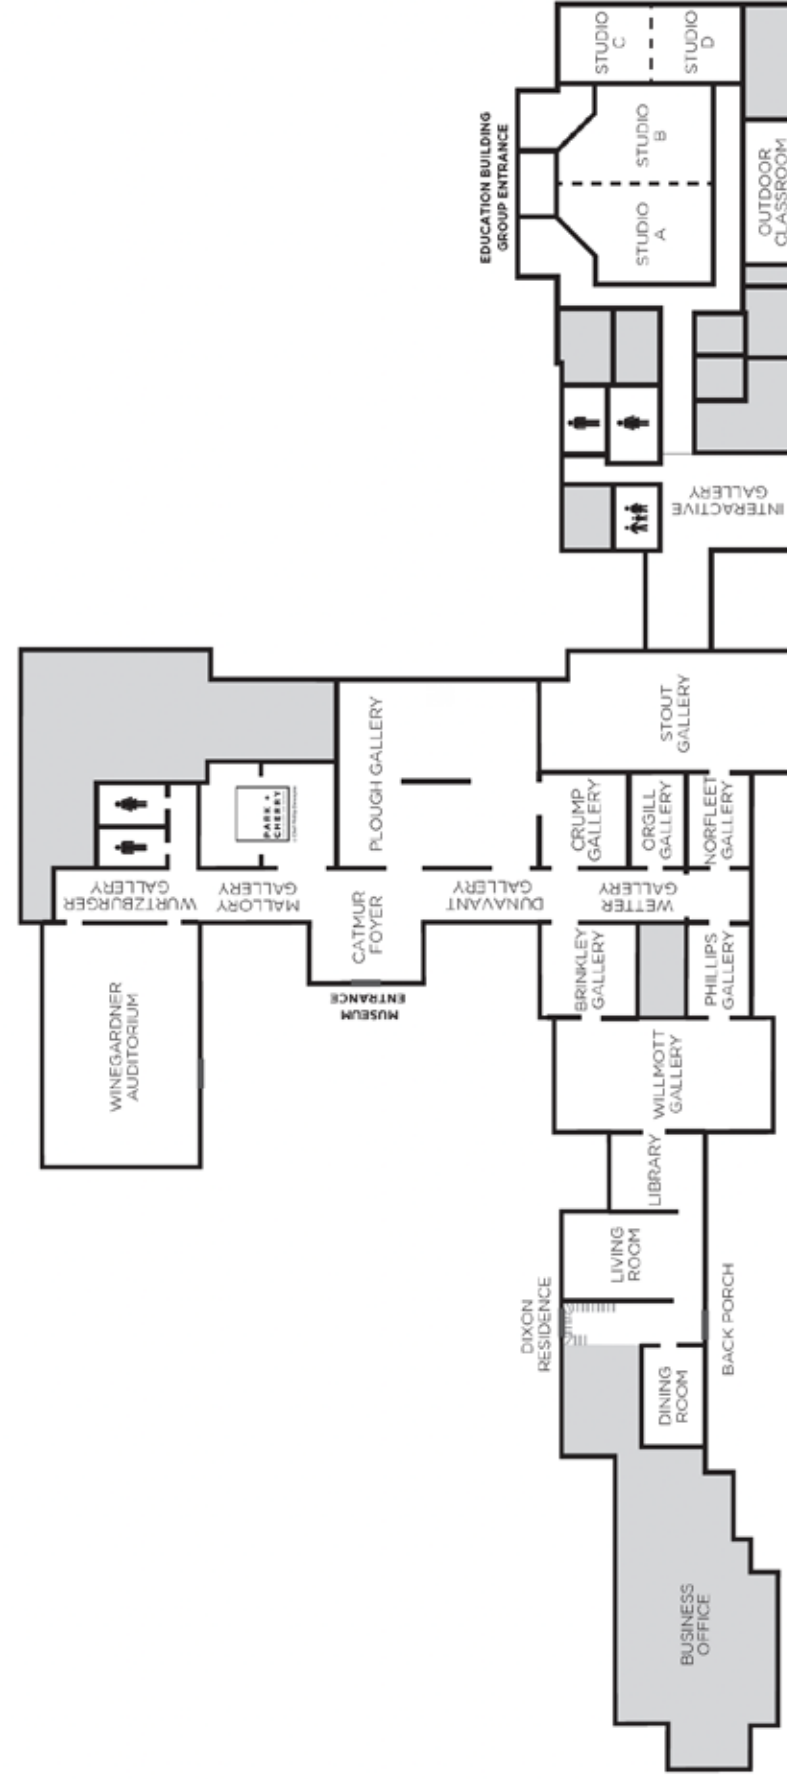 STUDIO
C
STUDIO
D
EDUCATION BUILDING
GROUP ENTRANCE
STUDIO
B
STUDIO
A
OUTDOOR
CLASSROOM
INTERACTIVE
GALLERY
STOUT
GALLERY
PLOUGH GALLERY
PARK +
CHERRY
CRUMP
GALLERY
ORGILL
GALLERY
NORFLEET
GALLERY
WURTZBURGER
GALLERY
MALLORY
GALLERY
CATMUR
FOYER
DUNAVANT
GALLERY
WETTER
GALLERY
MUSEUM
ENTRANCE
BRINKLEY
GALLERY
PHILLIPS
GALLERY
WINEGARDNER
AUDITORIUM
WILLMOTT
GALLERY
LIBRARY
LIVING
ROOM
DIXON
RESIDENCE
BACK PORCH
DINING
ROOM
BUSINESS
OFFICE